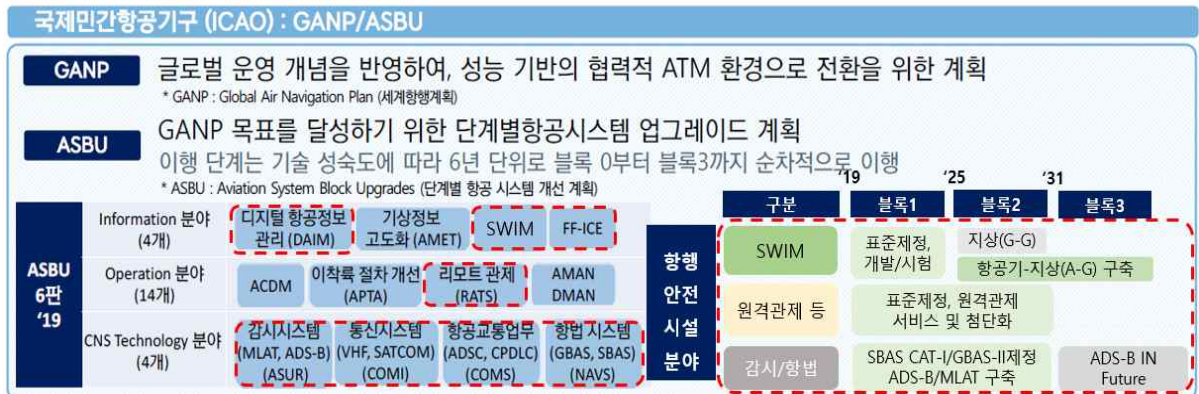 국제민간항공기구 (ICAO) : GANP/ASBU
GANP
글로벌 운영 개념을 반영하여, 성능 기반의 협력적 ATM 환경으로 전환을 위한 계획
* GANP : Global Air Navigation Plan (세계항행계획)
ASBU
GANP 목표를 달성하기 위한 단계별항공시스템 업그레이드 계획
이행 단계는 기술 성숙도에 따라 6년 단위로 블록 0부터 블록3까지 순차적으로 이행
* ASBU : Aviation System Block Upgrades (단계별 항공 시스템 개선 계획)
ASBU
6판
'19
Information 분야
(4개)
디지털 항공정보
관리 (DAIM)
기상정보
고도화 (AMET)
SWIM
FF-ICE
Operation 분야
(14개)
ACDM
이착륙 절차 개선
(APTA)
리모트 관제
(RATS)
AMAN
DMAN
CNS Technology 분야
(4개)
감시시스템
(MLAT, ADS-B)
(ASUR)
통신시스템
(VHF, SATCOM)
(COMI)
항공교통업무
(ADSC, CPDLC)
(COMS)
항법 시스템
(GBAS, SBAS)
(NAVS)
'19
'25
'31
구분
블록1
블록2
블록3
항행
안전
시설
분야
SWIM
표준제정,
개발/시험
지상(G-G)
항공기-지상(A-G) 구축
원격관제 등
표준제정, 원격관제
서비스 및 첨단화
감시/항법
SBAS CAT-I/GBAS-II제정
ADS-B/MLAT 구축
ADS-B IN
Future